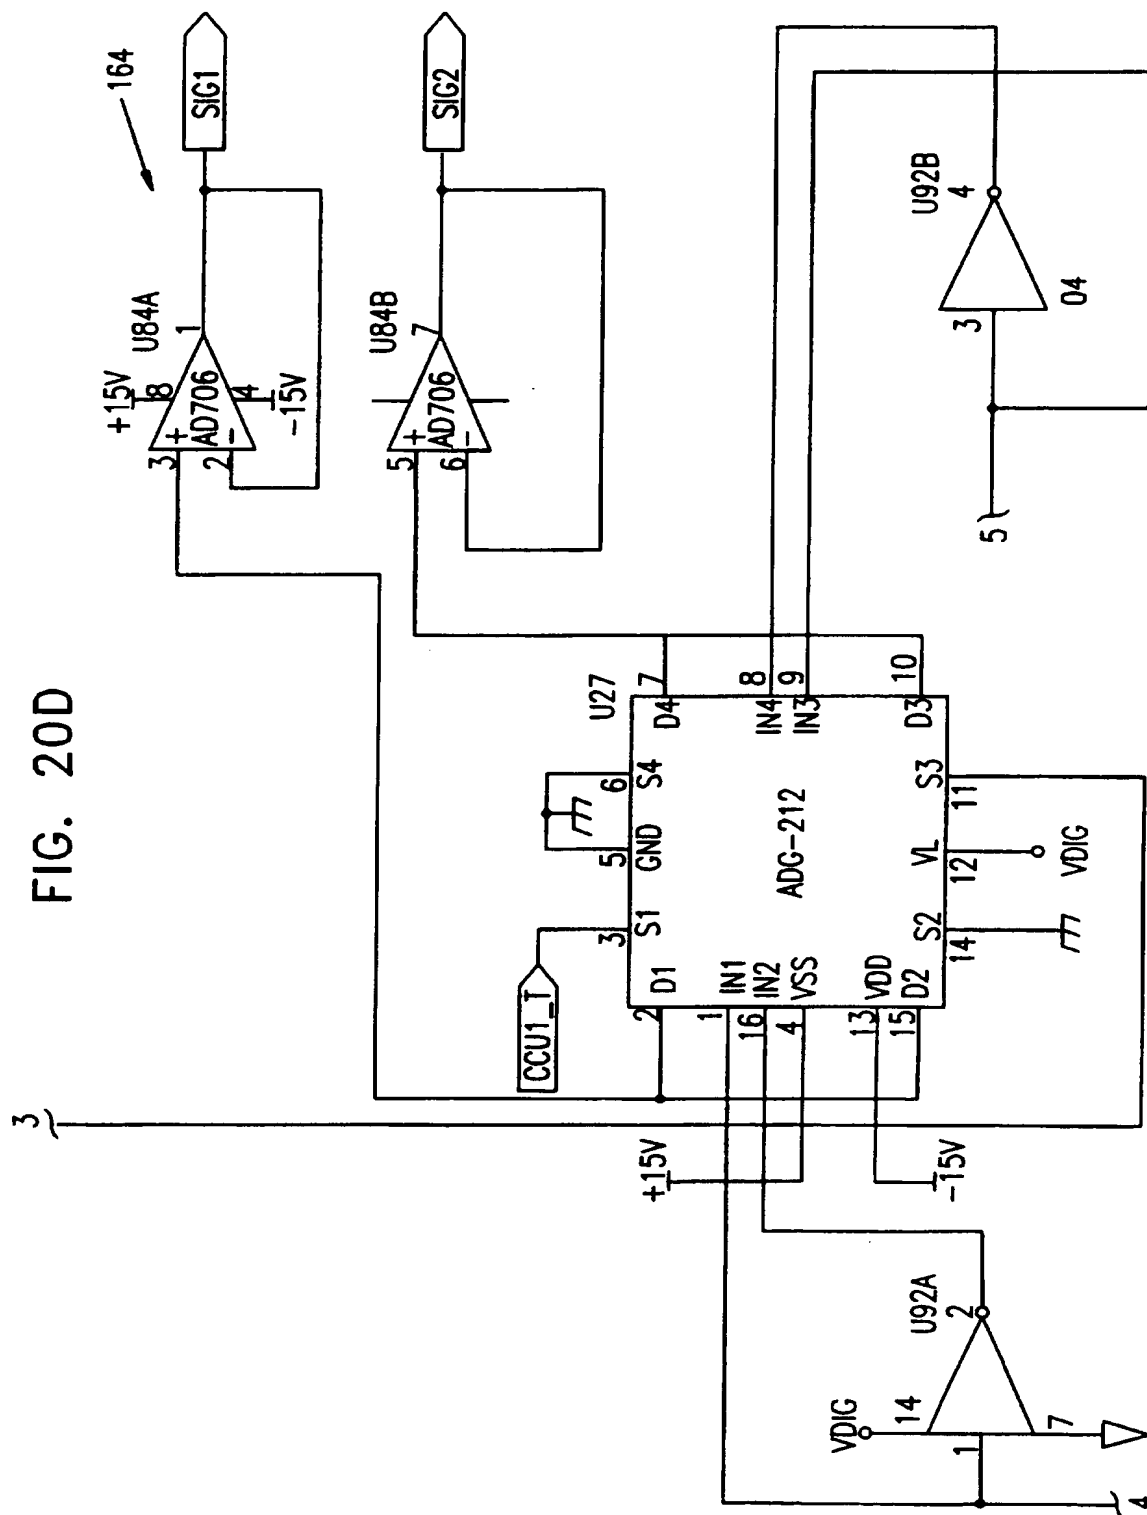 FIG. 20D
3
164
SIG1
SIG2
+15V
U84A
8
1
3
+
AD706
2
-
4
-15V
U84B
7
5
+
AD706
6
-
U92B
4
3
04
5
U27
CCU1_T
3
S1
5
GND
6
S4
2
D1
7
D4
1
IN1
16
IN2
4
VSS
13
VDD
15
D2
8
IN4
9
IN3
10
D3
ADG-212
14
S2
12
VL
11
S3
VDIG
+15V
-15V
U92A
VDIG
14
2
1
7
4